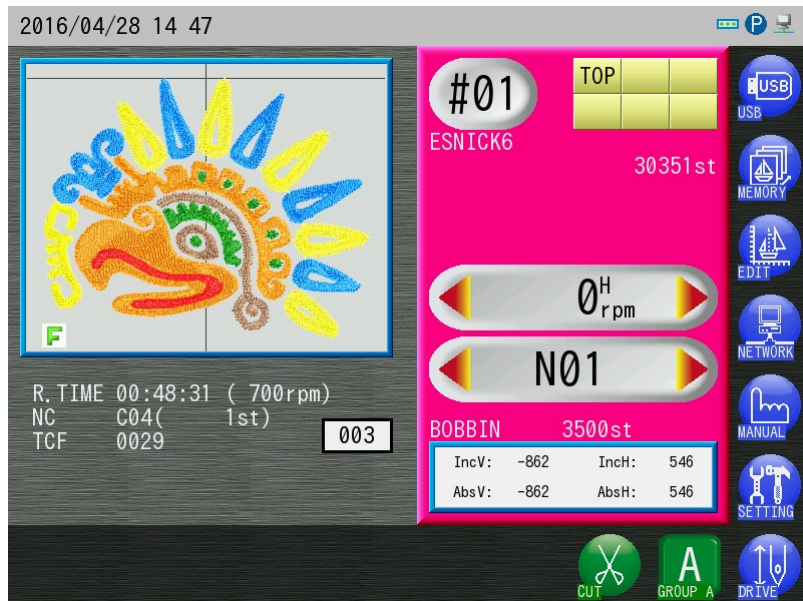 2016/04/28 14 47
P
#01
TOP
ESNICK6
30351st
0 H rpm
N01
F
R.TIME 00:48:31 ( 700rpm)
NC C04( 1st)
TCF 0029
003
BOBBIN 3500st
IncV: -862 IncH: 546
AbsV: -862 AbsH: 546
USB
USB
MEMORY
EDIT
NETWORK
MANUAL
SETTING
CUT
A
GROUP A
DRIVE